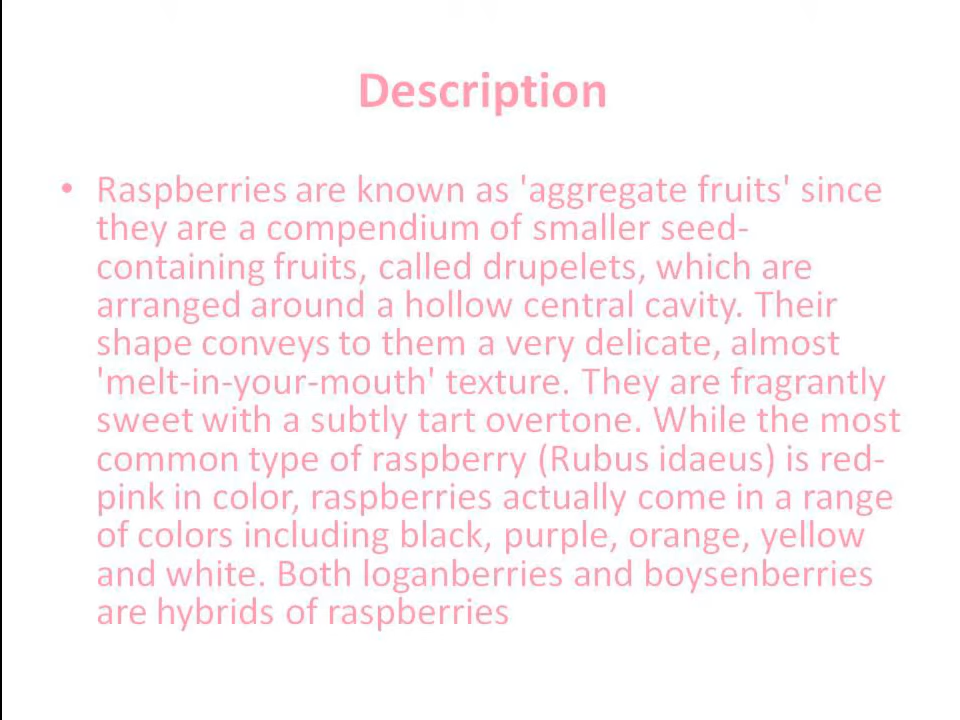 Description
• Raspberries are known as 'aggregate fruits' since
they are a compendium of smaller seed-
containing fruits, called drupelets, which are
arranged around a hollow central cavity. Their
shape conveys to them a very delicate, almost
'melt-in-your-mouth' texture. They are fragrantly
sweet with a subtly tart overtone. While the most
common type of raspberry (Rubus idaeus) is red-
pink in color, raspberries actually come in a range
of colors including black, purple, orange, yellow
and white. Both loganberries and boysenberries
are hybrids of raspberries